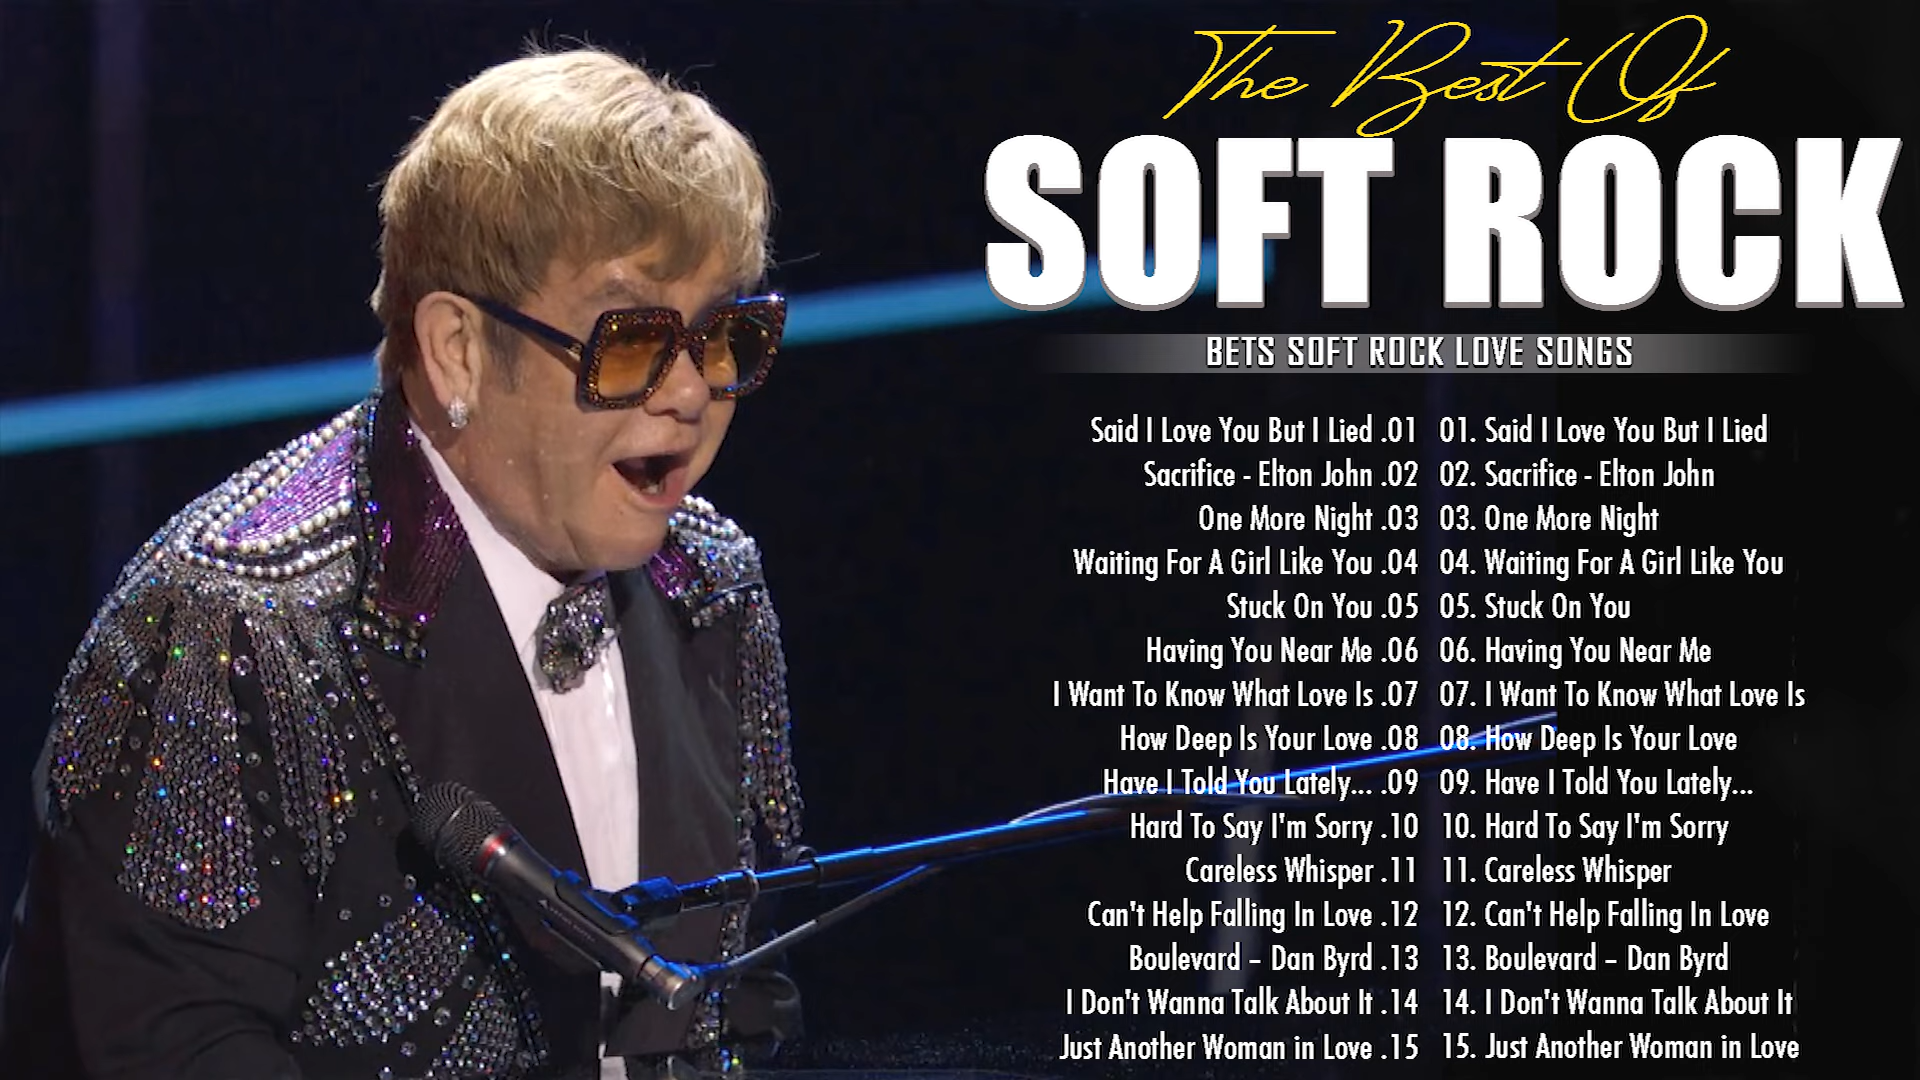 The Best Of
SOFT ROCK
BETS SOFT ROCK LOVE SONGS
Said I Love You But I Lied .01
Sacrifice - Elton John .02
One More Night .03
Waiting For A Girl Like You .04
Stuck On You .05
Having You Near Me .06
I Want To Know What Love Is .07
How Deep Is Your Love .08
Have I Told You Lately... .09
Hard To Say I'm Sorry .10
Careless Whisper .11
Can't Help Falling In Love .12
Boulevard – Dan Byrd .13
I Don't Wanna Talk About It .14
Just Another Woman in Love .15
01. Said I Love You But I Lied
02. Sacrifice - Elton John
03. One More Night
04. Waiting For A Girl Like You
05. Stuck On You
06. Having You Near Me
07. I Want To Know What Love Is
08. How Deep Is Your Love
09. Have I Told You Lately...
10. Hard To Say I'm Sorry
11. Careless Whisper
12. Can't Help Falling In Love
13. Boulevard – Dan Byrd
14. I Don't Wanna Talk About It
15. Just Another Woman in Love